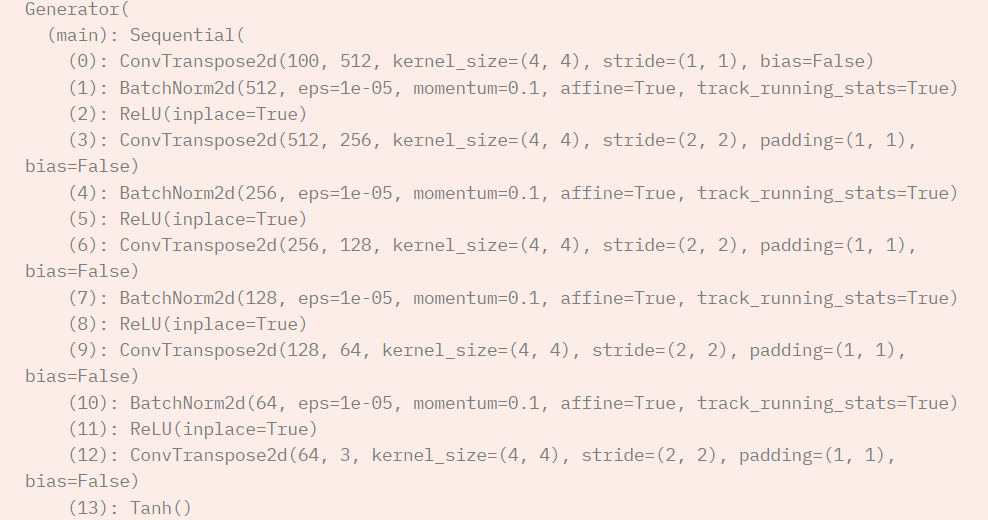 Generator(
(main): Sequential(
(0): ConvTranspose2d(100, 512, kernel_size=(4, 4), stride=(1, 1), bias=False)
(1): BatchNorm2d(512, eps=1e-05, momentum=0.1, affine=True, track_running_stats=True)
(2): ReLU(inplace=True)
(3): ConvTranspose2d(512, 256, kernel_size=(4, 4), stride=(2, 2), padding=(1, 1),
bias=False)
(4): BatchNorm2d(256, eps=1e-05, momentum=0.1, affine=True, track_running_stats=True)
(5): ReLU(inplace=True)
(6): ConvTranspose2d(256, 128, kernel_size=(4, 4), stride=(2, 2), padding=(1, 1),
bias=False)
(7): BatchNorm2d(128, eps=1e-05, momentum=0.1, affine=True, track_running_stats=True)
(8): ReLU(inplace=True)
(9): ConvTranspose2d(128, 64, kernel_size=(4, 4), stride=(2, 2), padding=(1, 1),
bias=False)
(10): BatchNorm2d(64, eps=1e-05, momentum=0.1, affine=True, track_running_stats=True)
(11): ReLU(inplace=True)
(12): ConvTranspose2d(64, 3, kernel_size=(4, 4), stride=(2, 2), padding=(1, 1),
bias=False)
(13): Tanh()